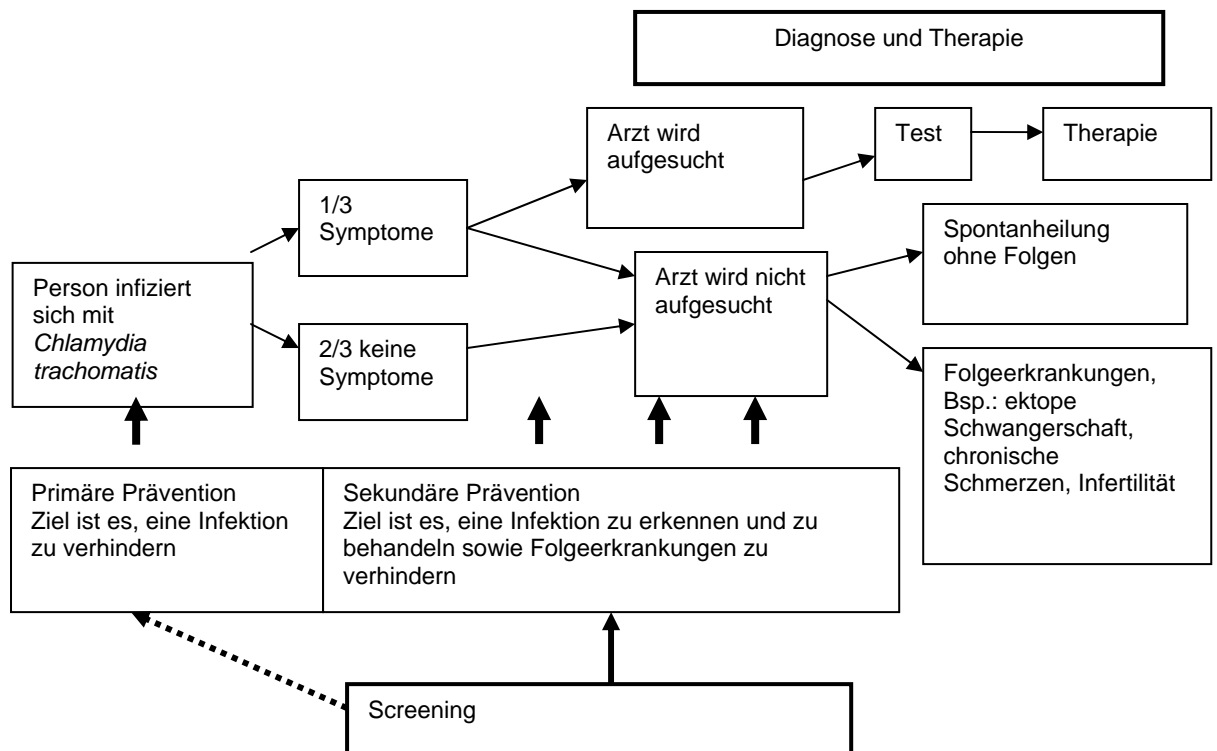 Diagnose und Therapie
Arzt wird
aufgesucht
Test
Therapie
1/3
Symptome
Spontanheilung
ohne Folgen
Person infiziert
sich mit
Chlamydia
trachomatis
Arzt wird nicht
aufgesucht
2/3 keine
Symptome
Folgeerkrankungen,
Bsp.: ektope
Schwangerschaft,
chronische
Schmerzen, Infertilität
Primäre Prävention
Ziel ist es, eine Infektion
zu verhindern
Sekundäre Prävention
Ziel ist es, eine Infektion zu erkennen und zu
behandeln sowie Folgeerkrankungen zu
verhindern
Screening